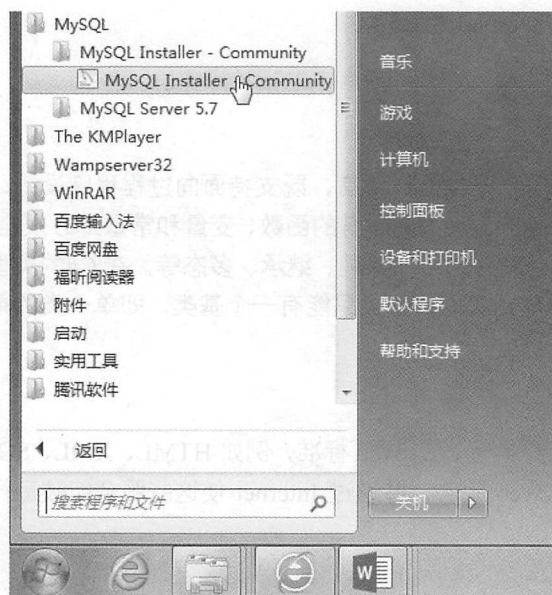 MySQL
MySQL Installer - Community
MySQL Installer - Community
MySQL Server 5.7
The KMPlayer
Wampserver32
WinRAR
百度输入法
百度网盘
福昕阅读器
附件
启动
实用工具
腾讯软件
返回
搜索程序和文件
音乐
游戏
计算机
控制面板
设备和打印机
默认程序
帮助和支持
关机
W